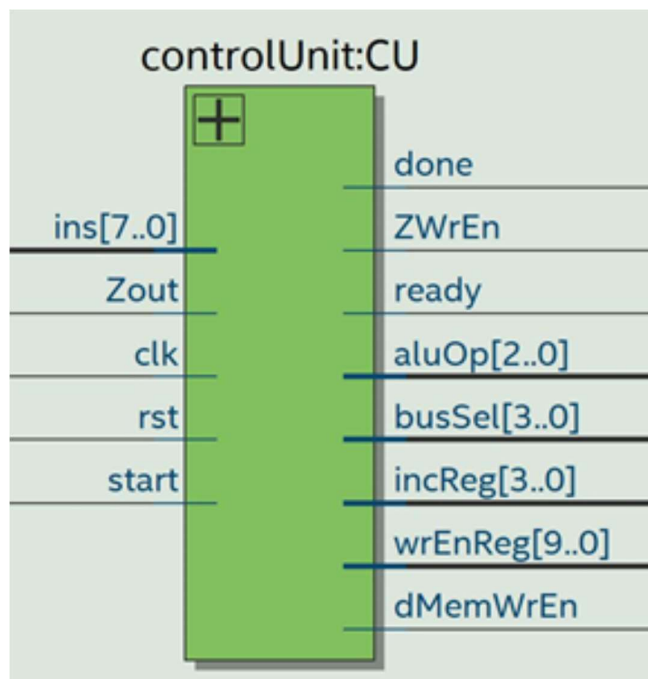 controlUnit:CU
done
ins[7..0]
ZWrEn
Zout
ready
clk
aluOp[2..0]
rst
busSel[3..0]
start
incReg[3..0]
wrEnReg[9..0]
dMemWrEn